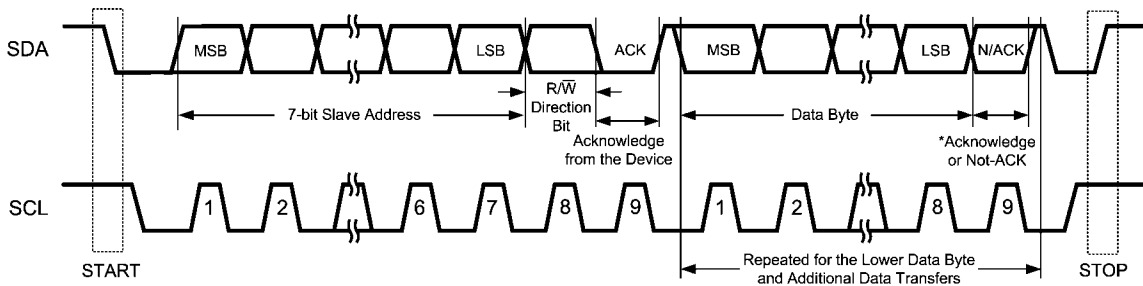 SDA
MSB
LSB
ACK
MSB
LSB
N/ACK
7-bit Slave Address
R/W̅
Direction
Bit
Acknowledge
from the Device
Data Byte
*Acknowledge
or Not-ACK
SCL
1
2
6
7
8
9
1
2
8
9
START
Repeated for the Lower Data Byte
and Additional Data Transfers
STOP